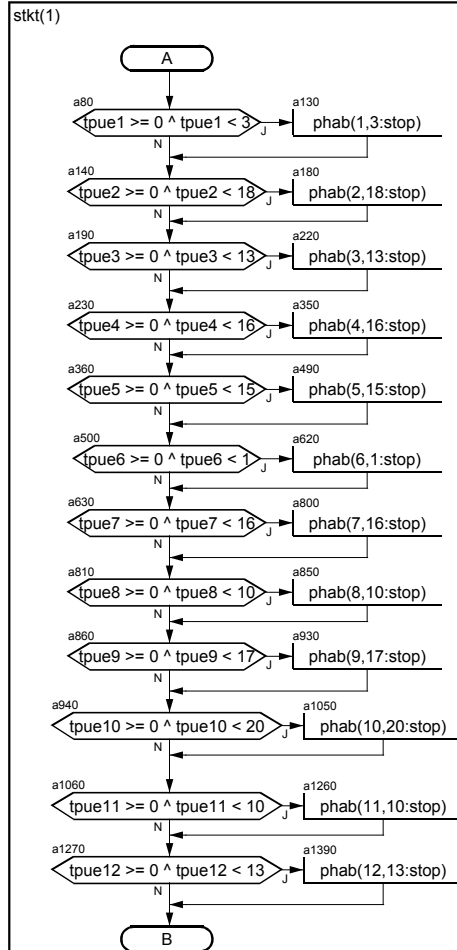 stkt(1)
A
a80
tpue1 >= 0 ^ tpue1 < 3
J
N
a130
phab(1,3:stop)
a140
tpue2 >= 0 ^ tpue2 < 18
J
N
a180
phab(2,18:stop)
a190
tpue3 >= 0 ^ tpue3 < 13
J
N
a220
phab(3,13:stop)
a230
tpue4 >= 0 ^ tpue4 < 16
J
N
a350
phab(4,16:stop)
a360
tpue5 >= 0 ^ tpue5 < 15
J
N
a490
phab(5,15:stop)
a500
tpue6 >= 0 ^ tpue6 < 1
J
N
a620
phab(6,1:stop)
a630
tpue7 >= 0 ^ tpue7 < 16
J
N
a800
phab(7,16:stop)
a810
tpue8 >= 0 ^ tpue8 < 10
J
N
a850
phab(8,10:stop)
a860
tpue9 >= 0 ^ tpue9 < 17
J
N
a930
phab(9,17:stop)
a940
tpue10 >= 0 ^ tpue10 < 20
J
N
a1050
phab(10,20:stop)
a1060
tpue11 >= 0 ^ tpue11 < 10
J
N
a1260
phab(11,10:stop)
a1270
tpue12 >= 0 ^ tpue12 < 13
J
N
a1390
phab(12,13:stop)
B